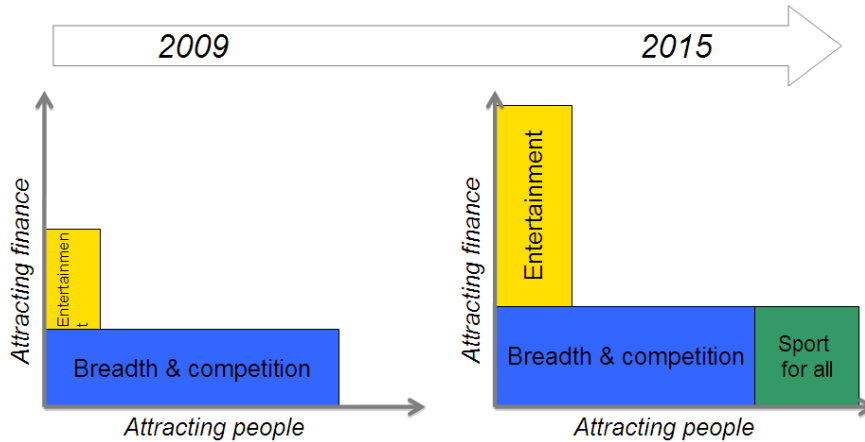 2009
2015
Attracting finance
Entertainmen
t
Breadth & competition
Attracting people
Attracting finance
Entertainment
Breadth & competition
Sport
for all
Attracting people